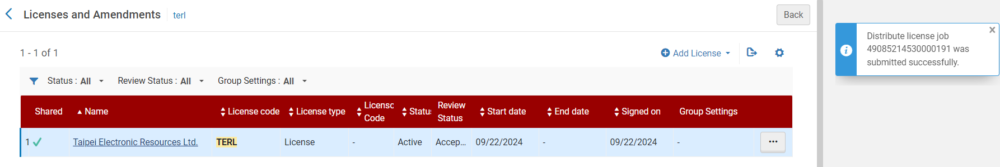 Licenses and Amendments terl
Back
1 - 1 of 1
Add License
Status : All Review Status : All Group Settings : All
Shared Name License code License type Licensor Code Status Review Status Start date End date Signed on Group Settings
1 Taipei Electronic Resources Ltd. TERL License - Active Accep... 09/22/2024 - 09/22/2024 - ...
Distribute license job
49085214530000191 was
submitted successfully.